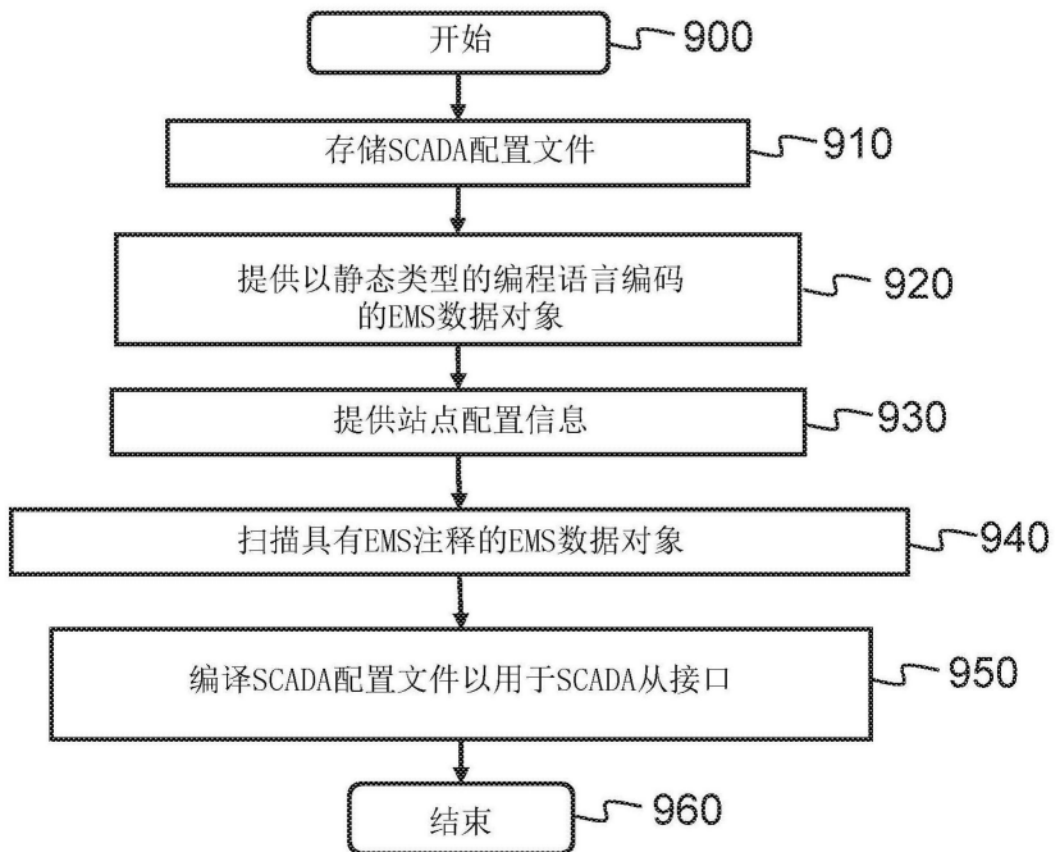 开始
900
存储SCADA配置文件
910
提供以静态类型的编程语言编码
的EMS数据对象
920
提供站点配置信息
930
扫描具有EMS注释的EMS数据对象
940
编译SCADA配置文件以用于SCADA从接口
950
结束
960